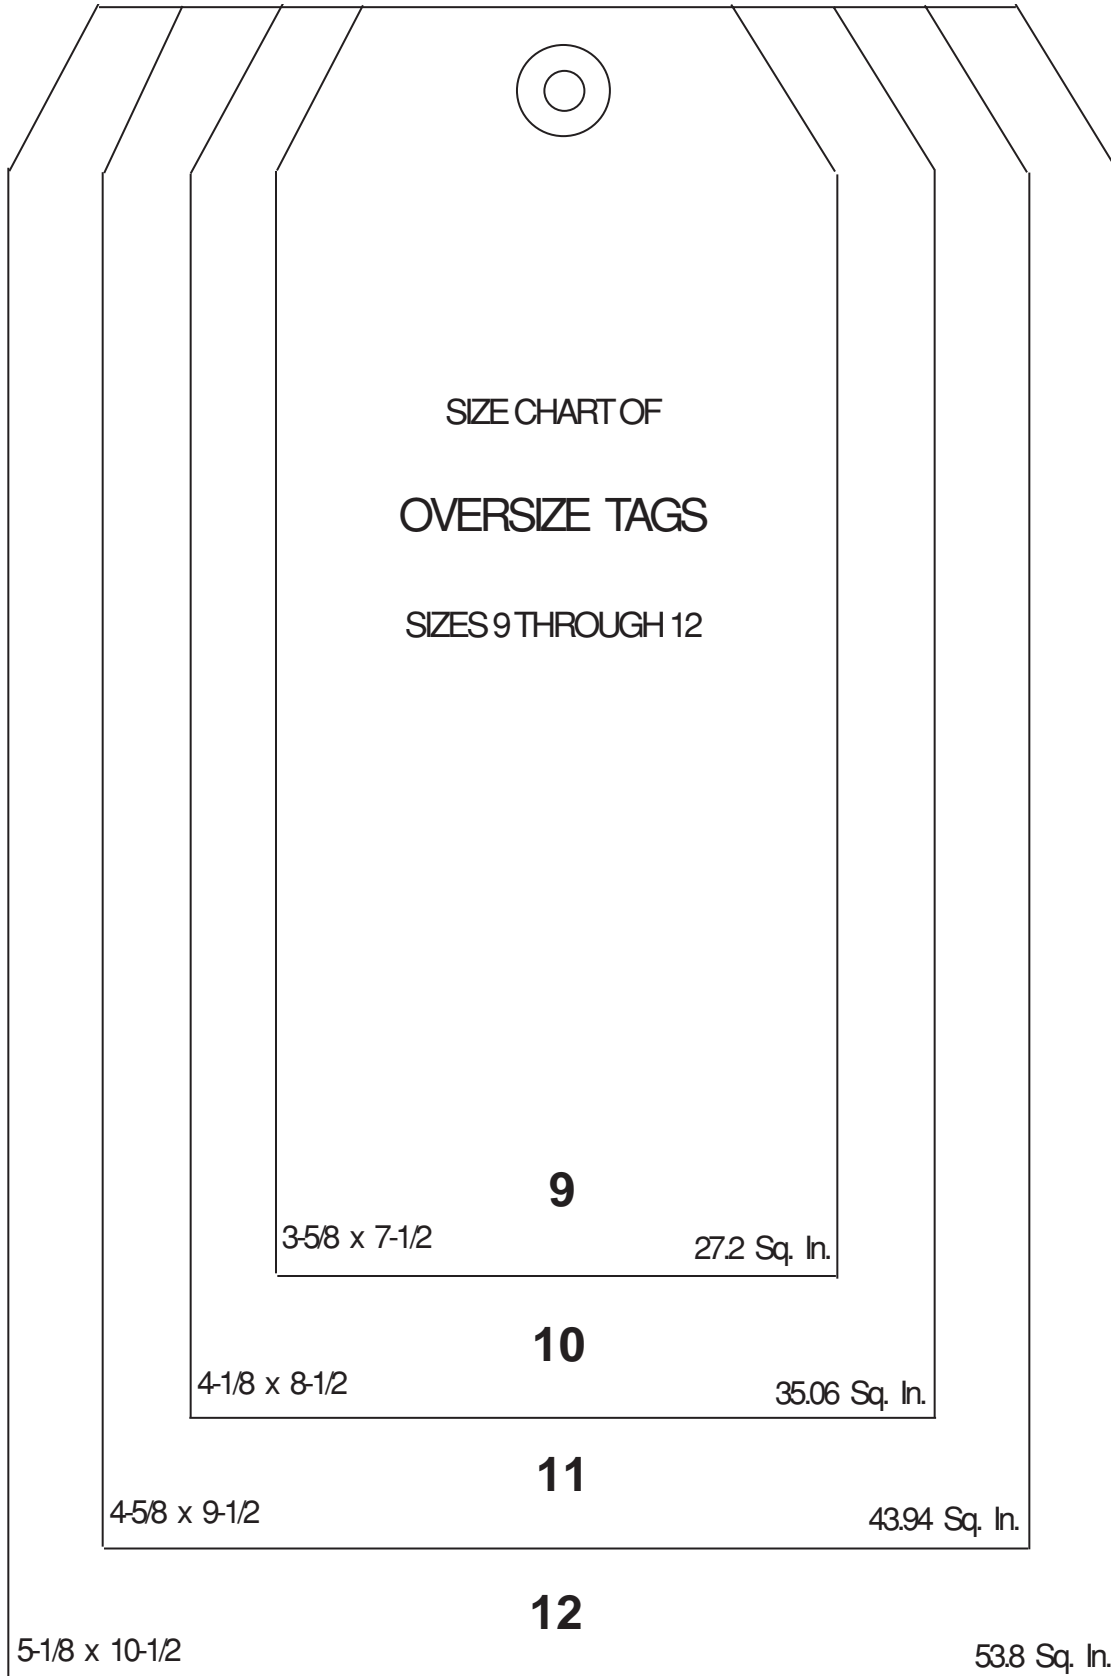 SIZE CHART OF
OVERSIZE TAGS
SIZES 9 THROUGH 12
9
3-5/8 x 7-1/2 27.2 Sq. In.
10
4-1/8 x 8-1/2 35.06 Sq. In.
11
4-5/8 x 9-1/2 43.94 Sq. In.
12
5-1/8 x 10-1/2 53.8 Sq. In.